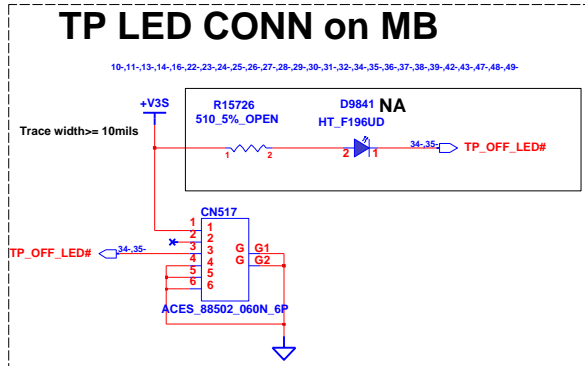 TP LED CONN on MB
10-,11-,13-,14-,16-,22-,23-,24-,25-,26-,27-,28-,29-,30-,31-,32-,34-,35-,36-,37-,38-,39-,42-,43-,47-,48-,49-
+V3S
R15726
510_5%_OPEN
D9841
HT_F196UD
NA
Trace width>= 10mils
1
2
2
1
34-,35-
TP_OFF_LED#
CN517
1
2
3
4
5
6
1
2
3
4
5
6
G
G
G1
G2
TP_OFF_LED#
34-,35-
ACES_88502_060N_6P